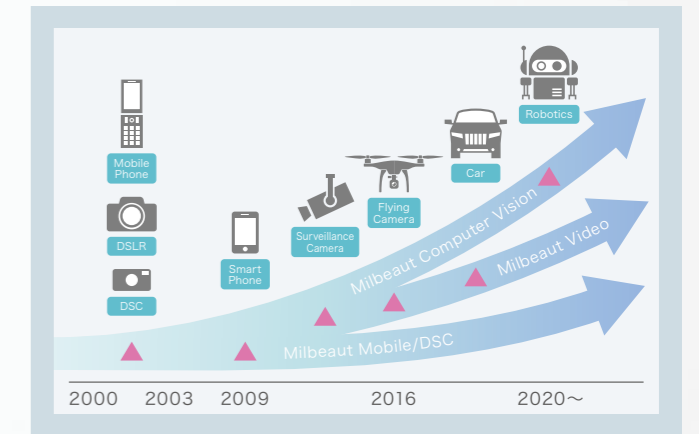 Robotics
Mobile
Phone
Car
Flying
Camera
DSLR
Surveillance
Camera
Smart
Phone
DSC
Milbeaut Computer Vision
Milbeaut Video
Milbeaut Mobile/DSC
2000 2003 2009 2016 2020～